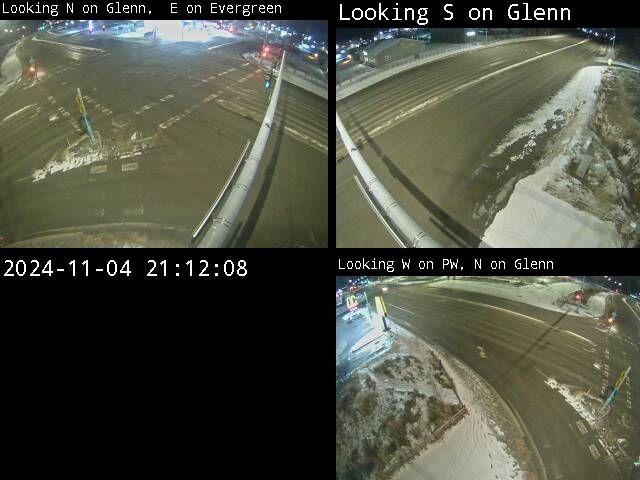 Looking N on Glenn,  E on Evergreen
Looking S on Glenn
2024-11-04 21:12:08
Looking W on PW, N on Glenn